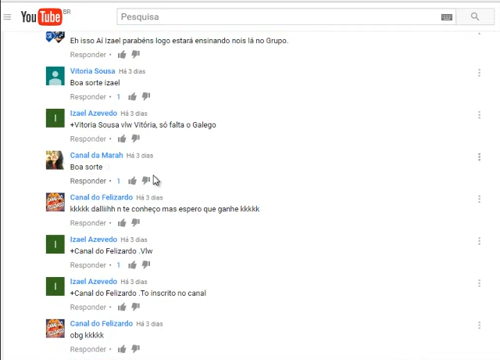 YouTube BR
Pesquisa
Eh isso Aí Izael parabéns logo estará ensinando nois lá no Grupo.
Responder •
Vitoria Sousa Há 3 dias
Boa sorte izael
Responder • 1
Izael Azevedo Há 3 dias
+Vitoria Sousa vlw Vitória, só falta o Galego
Responder •
Canal da Marah Há 3 dias
Boa sorte
Responder • 1
Canal do Felizardo Há 3 dias
kkkkk dalliihh n te conheço mas espero que ganhe kkkkk
Responder •
Izael Azevedo Há 3 dias
+Canal do Felizardo .Vlw
Responder • 1
Izael Azevedo Há 3 dias
+Canal do Felizardo .To inscrito no canal
Responder •
Canal do Felizardo Há 3 dias
obg kkkkk
Responder •